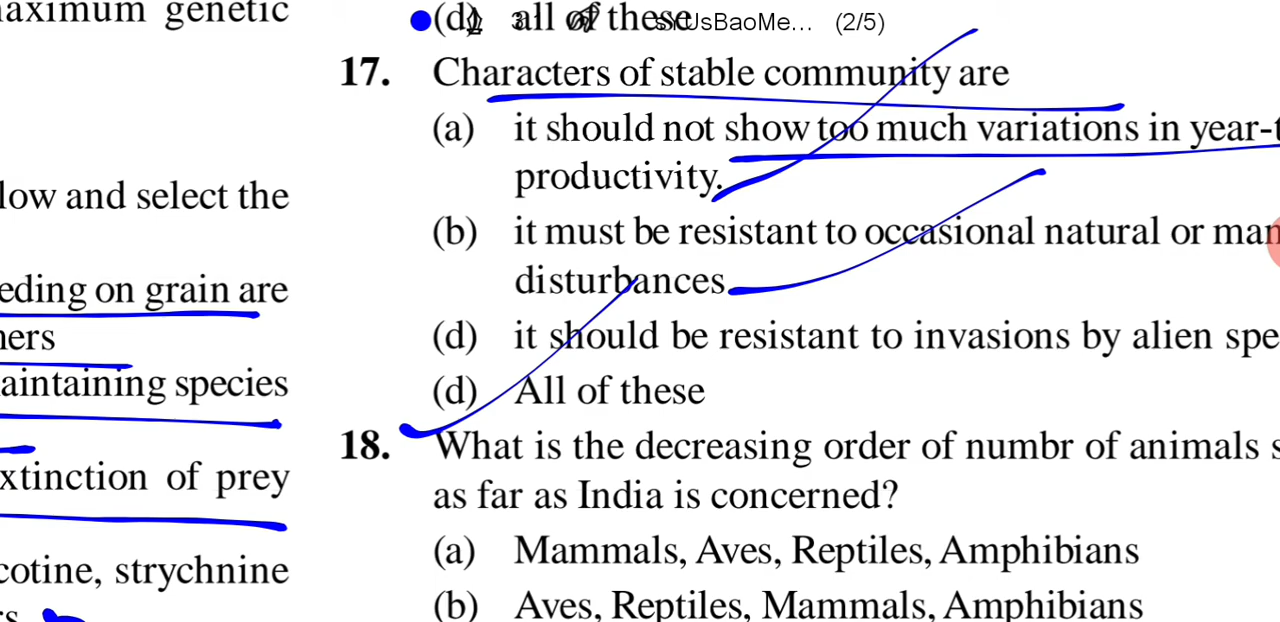 aximum genetic
low and select the
eding on grain are
ners
aintaining species
xtinction of prey
cotine, strychnine
(d) all of these
(2/5)
17. Characters of stable community are
(a) it should not show too much variations in year-
productivity.
(b) it must be resistant to occasional natural or man
disturbances
(d) it should be resistant to invasions by alien spe
(d) All of these
18. What is the decreasing order of numbr of animals s
as far as India is concerned?
(a) Mammals, Aves, Reptiles, Amphibians
(b) Aves, Reptiles, Mammals, Amphibians